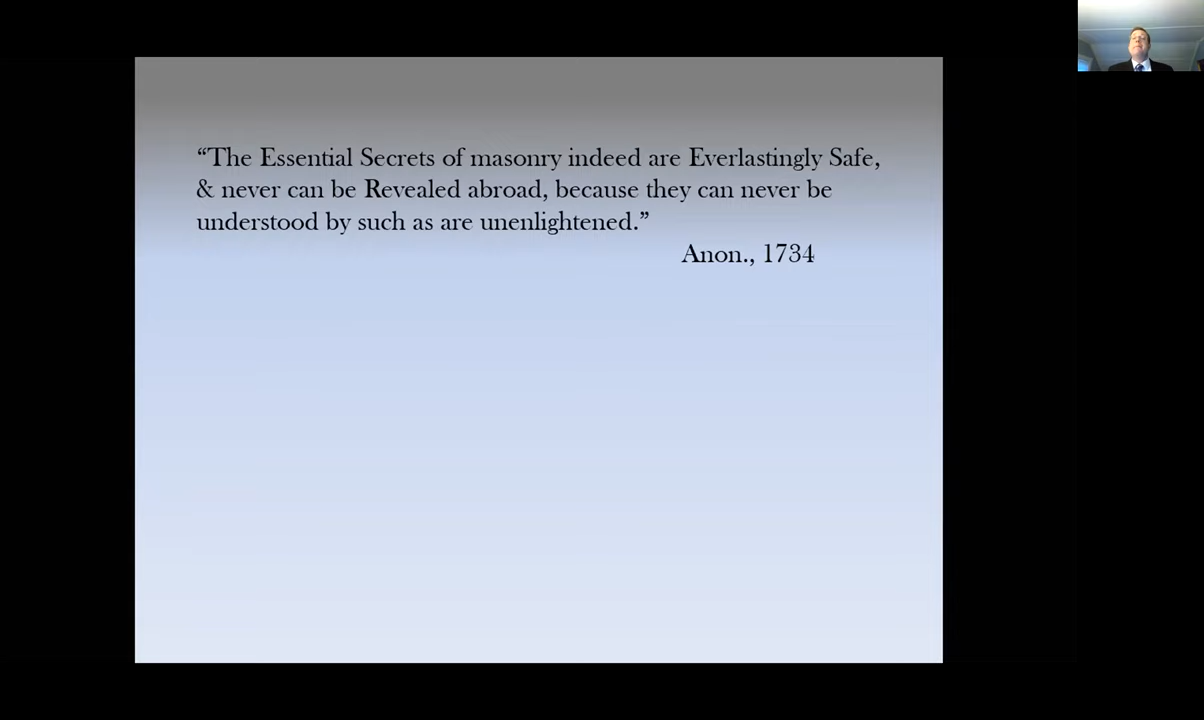 “The Essential Secrets of masonry indeed are Everlastingly Safe,
& never can be Revealed abroad, because they can never be
understood by such as are unenlightened.”
Anon., 1734